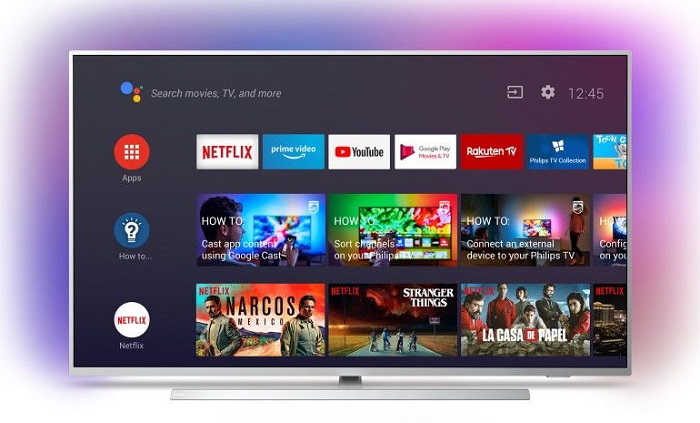 Search movies, TV, and more
12:45
NETFLIX
prime video
YouTube
Google Play
Movies & TV
Rakuten TV
Philips TV Collection
Apps
HOW TO:
Cast app content
using Google Cast
HOW TO:
Sort channels
on your Philips TV
HOW TO:
Connect an external
device to your Philips TV
HOW TO:
Config
on you
How to...
NETFLIX
NARCOS
MEXICO
NETFLIX
STRANGER
THINGS
NETFLIX
LA CASA DE PAPEL
NETFLIX
Netflix